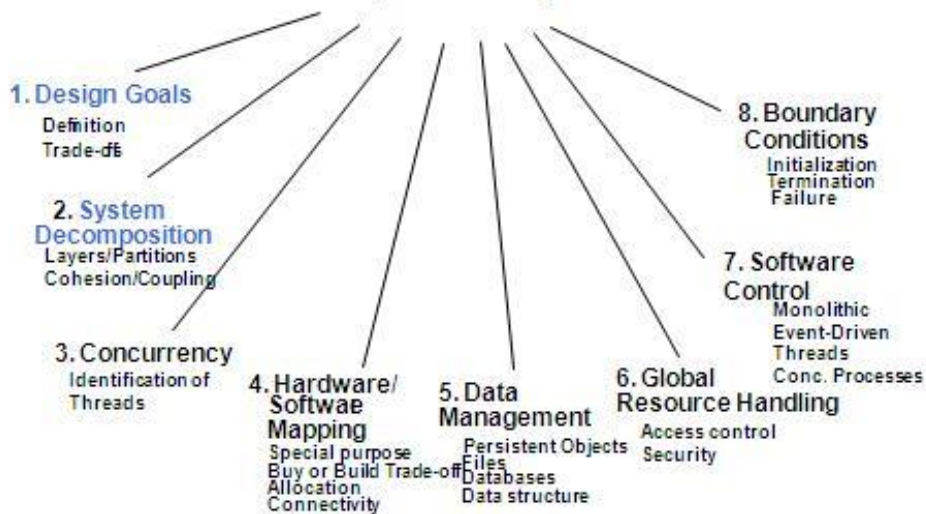 1. Design Goals
Definition
Trade-offs
2. System
Decomposition
Layers/Partitions
Cohesion/Coupling
3. Concurrency
Identification of
Threads
4. Hardware/
Software
Mapping
Special purpose
Buy or Build Trade-off
Allocation
Connectivity
5. Data
Management
Persistent Objects
Files
Databases
Data structure
6. Global
Resource Handling
Access control
Security
7. Software
Control
Monolithic
Event-Driven
Threads
Conc. Processes
8. Boundary
Conditions
Initialization
Termination
Failure